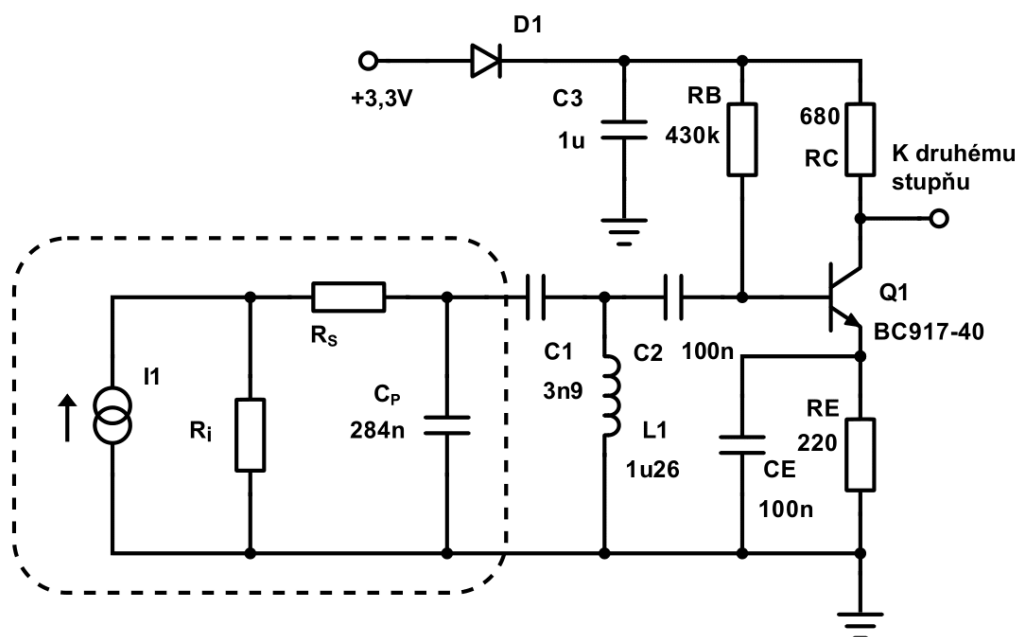 D1
+3,3V
C3
1u
RB
430k
680
RC
K druhému
stupňu
I1
Ri
RS
CP
284n
C1
3n9
C2
100n
L1
1u26
Q1
BC917-40
CE
100n
RE
220